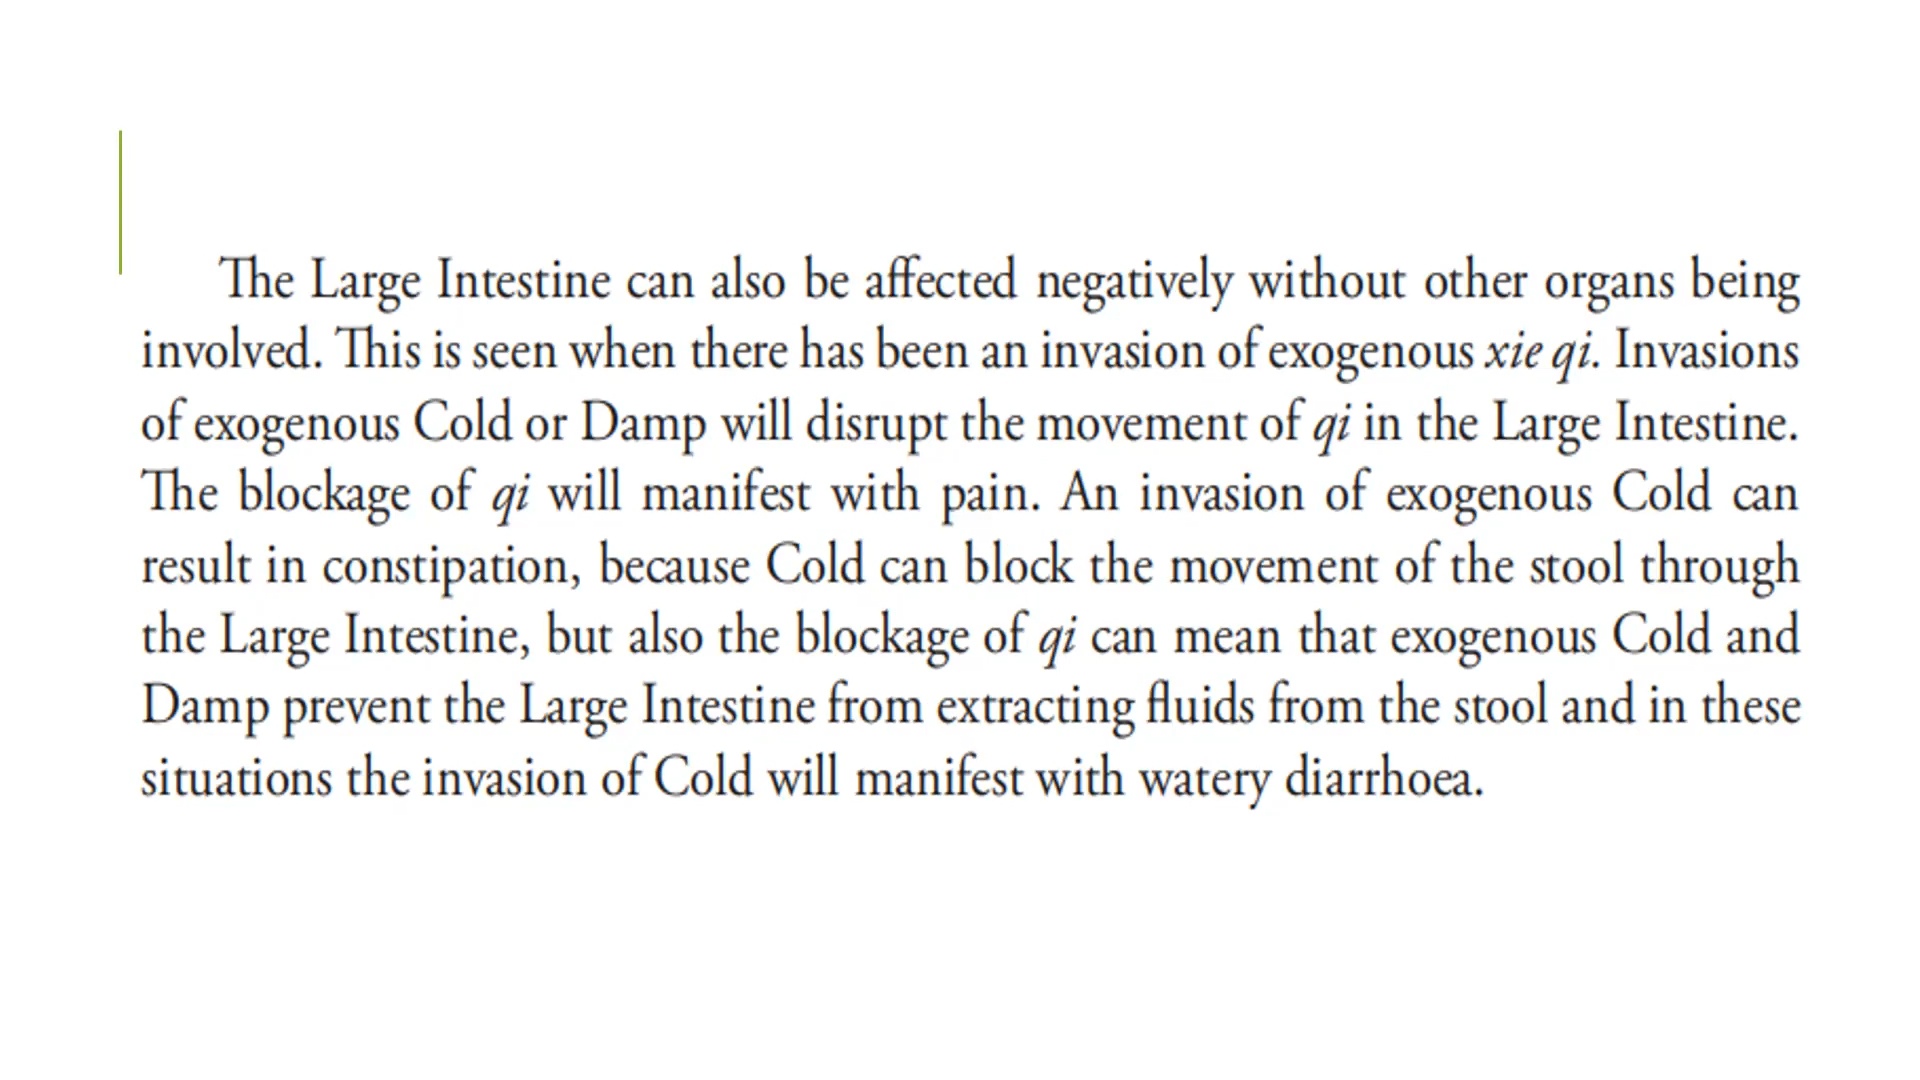 The Large Intestine can also be affected negatively without other organs being
involved. This is seen when there has been an invasion of exogenous xie qi. Invasions
of exogenous Cold or Damp will disrupt the movement of qi in the Large Intestine.
The blockage of qi will manifest with pain. An invasion of exogenous Cold can
result in constipation, because Cold can block the movement of the stool through
the Large Intestine, but also the blockage of qi can mean that exogenous Cold and
Damp prevent the Large Intestine from extracting fluids from the stool and in these
situations the invasion of Cold will manifest with watery diarrhoea.